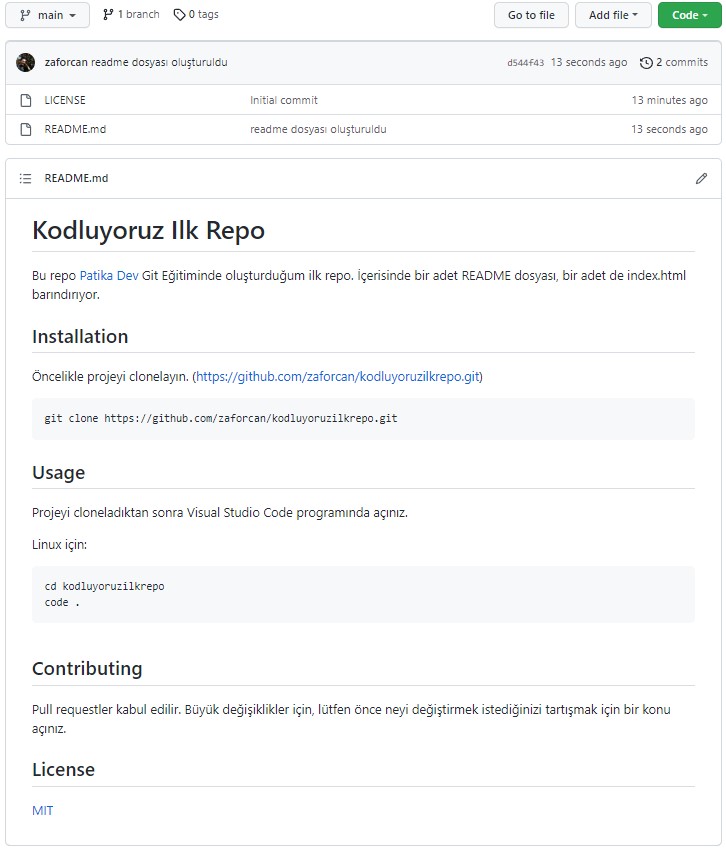 main 1 branch 0 tags Go to file Add file Code
zaforcan readme dosyası oluşturuldu d544f43 13 seconds ago 2 commits
LICENSE Initial commit 13 minutes ago
README.md readme dosyası oluşturuldu 13 seconds ago
README.md
Kodluyoruz Ilk Repo
Bu repo Patika Dev Git Eğitiminde oluşturduğum ilk repo. İçerisinde bir adet README dosyası, bir adet de index.html
barındırıyor.
Installation
Öncelikle projeyi clonelayın. (https://github.com/zaforcan/kodluyoruzilkrepo.git)
git clone https://github.com/zaforcan/kodluyoruzilkrepo.git
Usage
Projeyi cloneladıktan sonra Visual Studio Code programında açınız.
Linux için:
cd kodluyoruzilkrepo
code .
Contributing
Pull requestler kabul edilir. Büyük değişiklikler için, lütfen önce neyi değiştirmek istediğinizi tartışmak için bir konu
açınız.
License
MIT